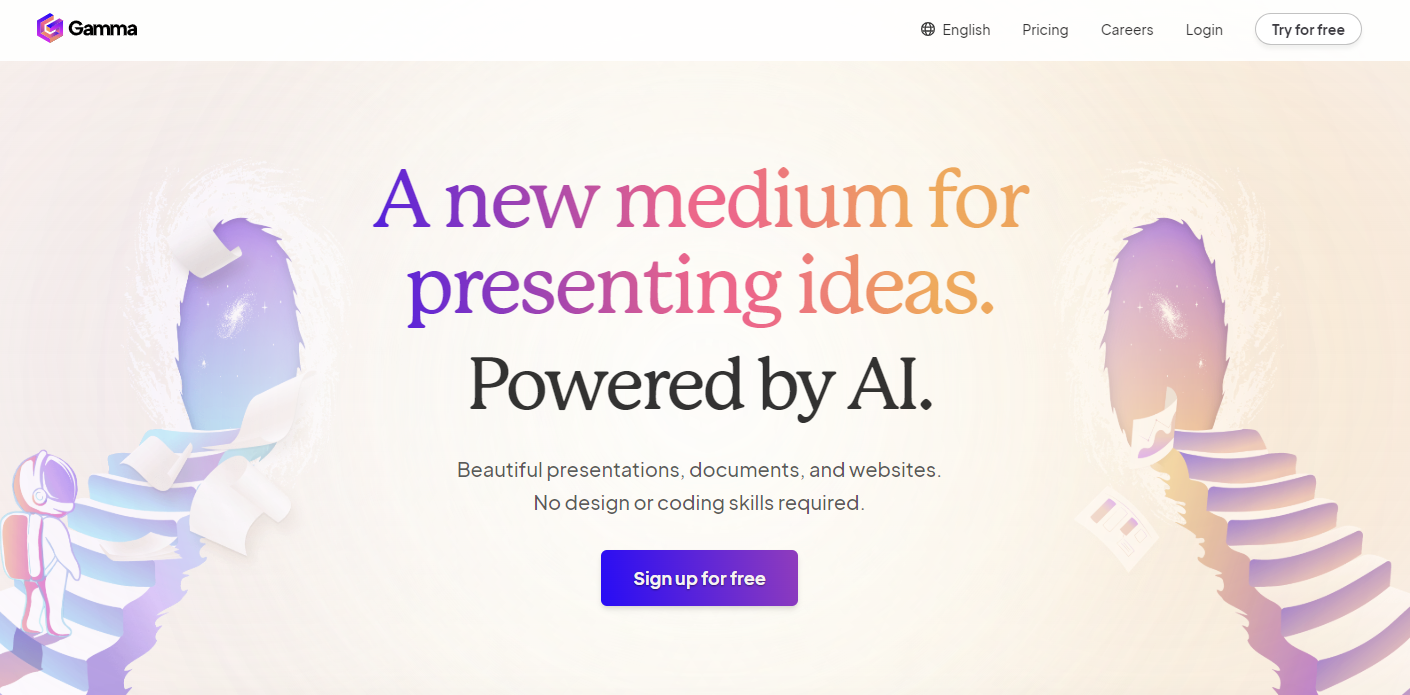 Gamma
English
Pricing
Careers
Login
Try for free
A new medium for
presenting ideas.
Powered by AI.
Beautiful presentations, documents, and websites.
No design or coding skills required.
Sign up for free